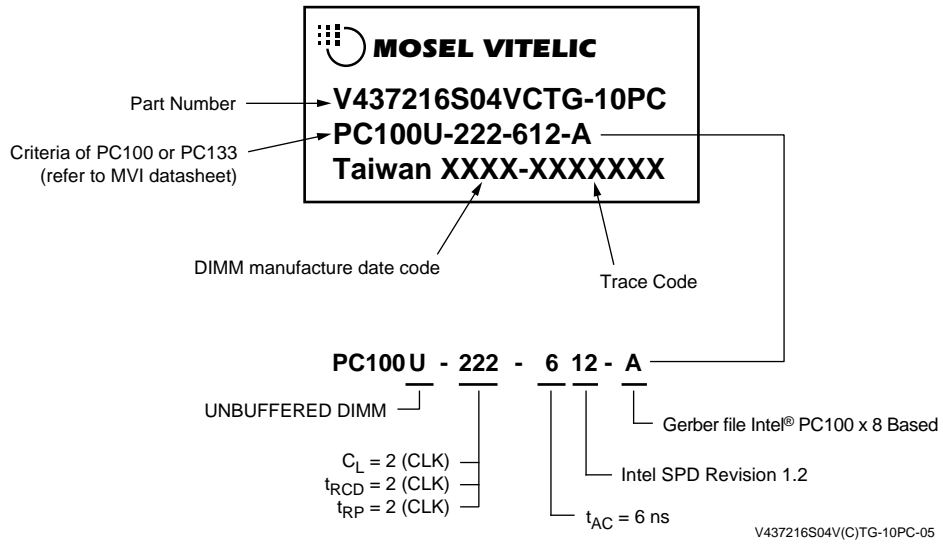 MOSEL VITELIC
Part Number
V437216S04VCTG-10PC
Criteria of PC100 or PC133
(refer to MVI datasheet)
PC100U-222-612-A
Taiwan XXXX-XXXXXXX
DIMM manufacture date code
Trace Code
PC100 U - 222 - 6 12 - A
UNBUFFERED DIMM
Gerber file Intel® PC100 x 8 Based
CL = 2 (CLK)
tRCD = 2 (CLK)
tRP = 2 (CLK)
Intel SPD Revision 1.2
tAC = 6 ns
V437216S04V(C)TG-10PC-05